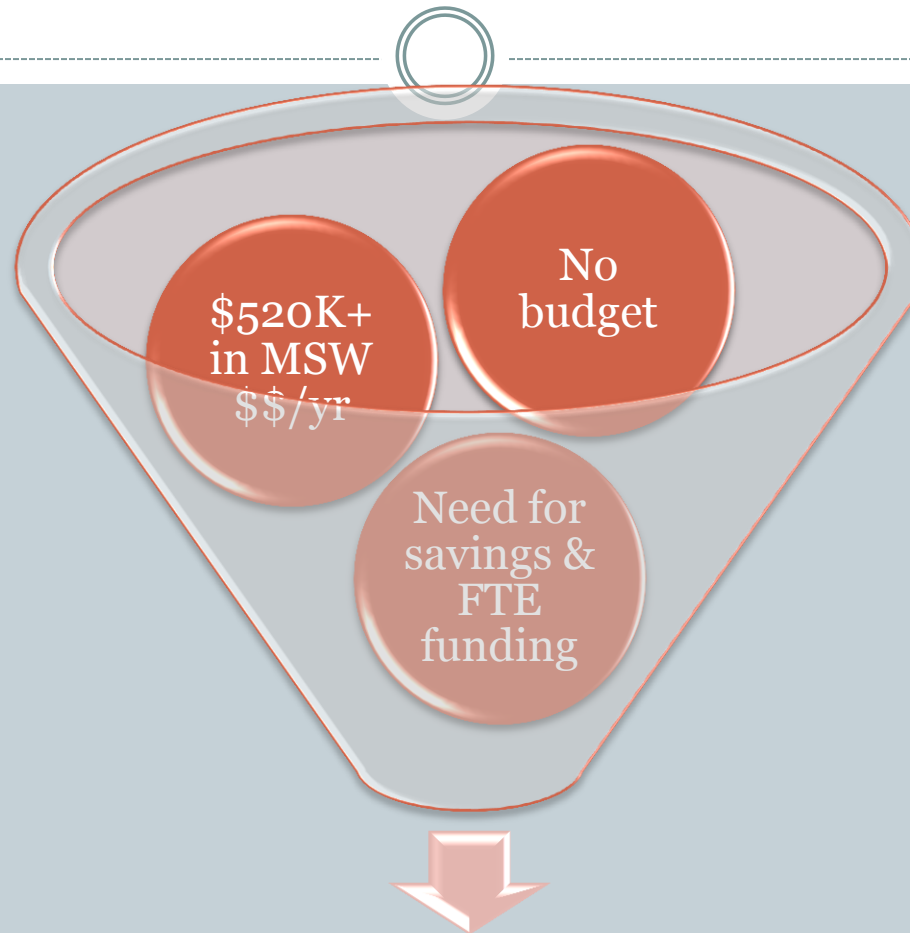 $520K+
in MSW
$$/yr
No
budget
Need for
savings &
FTE
funding